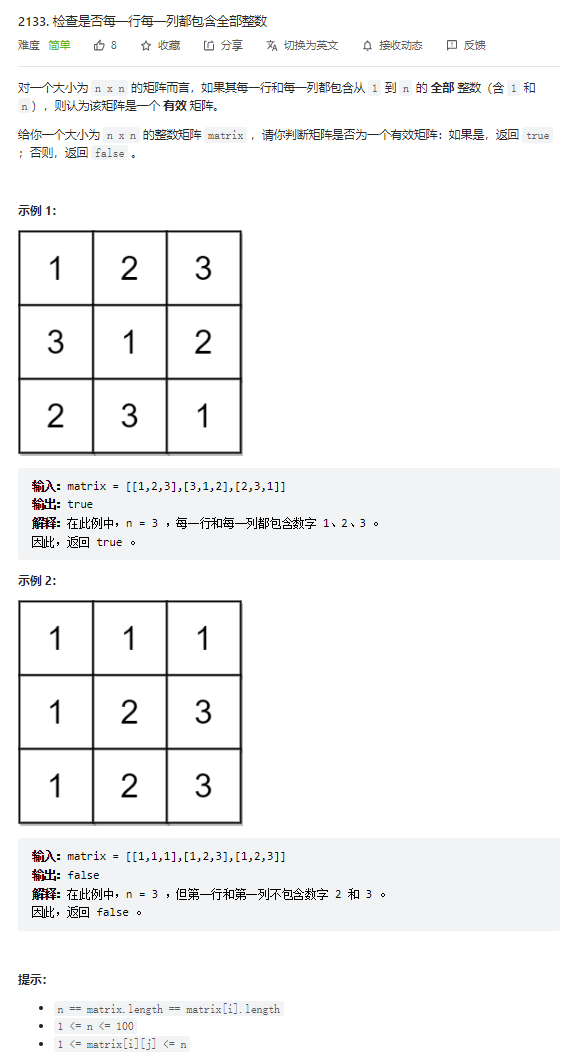 2133. 检查是否每一行每一列都包含全部整数
难度 简单 8 收藏 分享 切换为英文 接收动态 反馈
对一个大小为 n x n 的矩阵而言，如果其每一行和每一列都包含从 1 到 n 的 全部 整数（含 1 和
n），则认为该矩阵是一个 有效 矩阵。
给你一个大小为 n x n 的整数矩阵 matrix ，请你判断矩阵是否为一个有效矩阵：如果是，返回 true
；否则，返回 false 。
示例 1：
1 2 3
3 1 2
2 3 1
输入：matrix = [[1,2,3],[3,1,2],[2,3,1]]
输出：true
解释：在此例中，n = 3 ，每一行和每一列都包含数字 1、2、3 。
因此，返回 true 。
示例 2：
1 1 1
1 2 3
1 2 3
输入：matrix = [[1,1,1],[1,2,3],[1,2,3]]
输出：false
解释：在此例中，n = 3 ，但第一行和第一列不包含数字 2 和 3 。
因此，返回 false 。
提示：
n == matrix.length == matrix[i].length
1 <= n <= 100
1 <= matrix[i][j] <= n